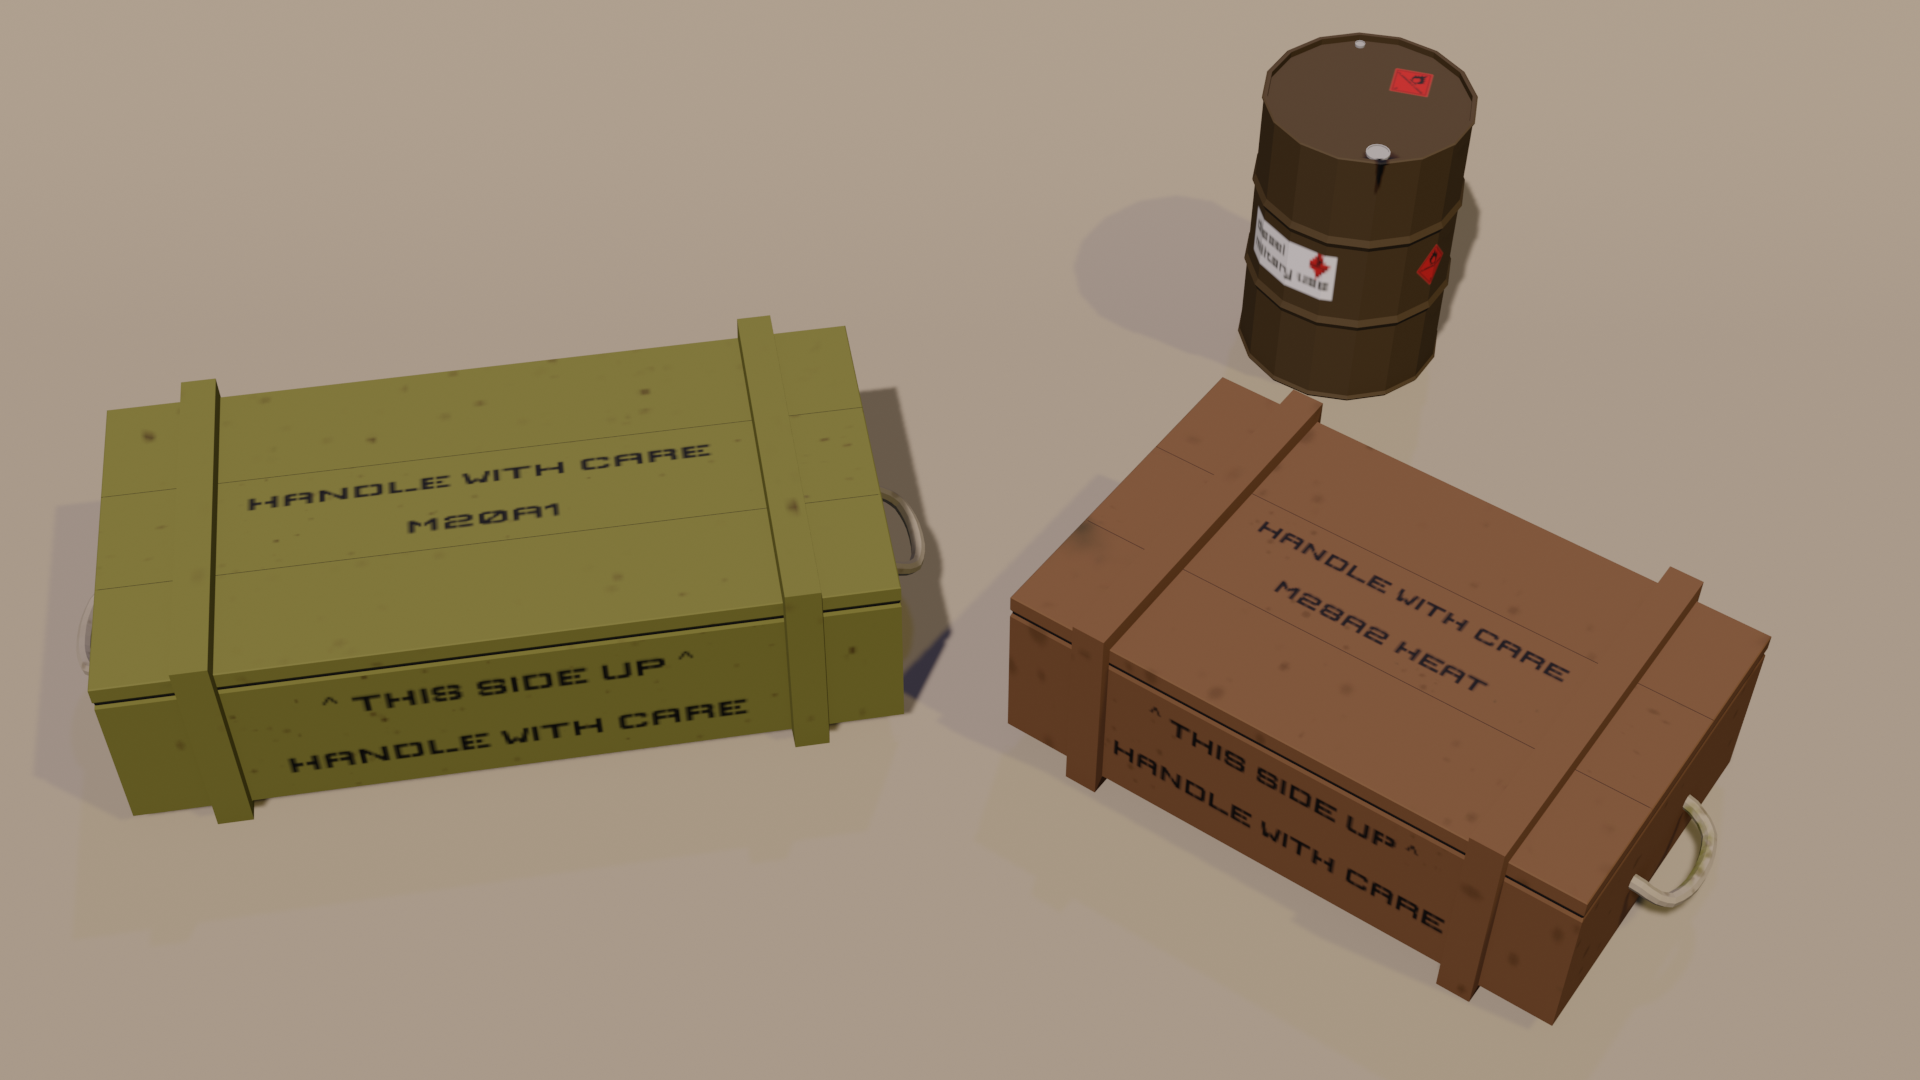 HANDLE WITH CARE
M20A1
^ THIS SIDE UP ^
HANDLE WITH CARE
HANDLE WITH CARE
M28A2 HEAT
^ THIS SIDE UP ^
HANDLE WITH CARE